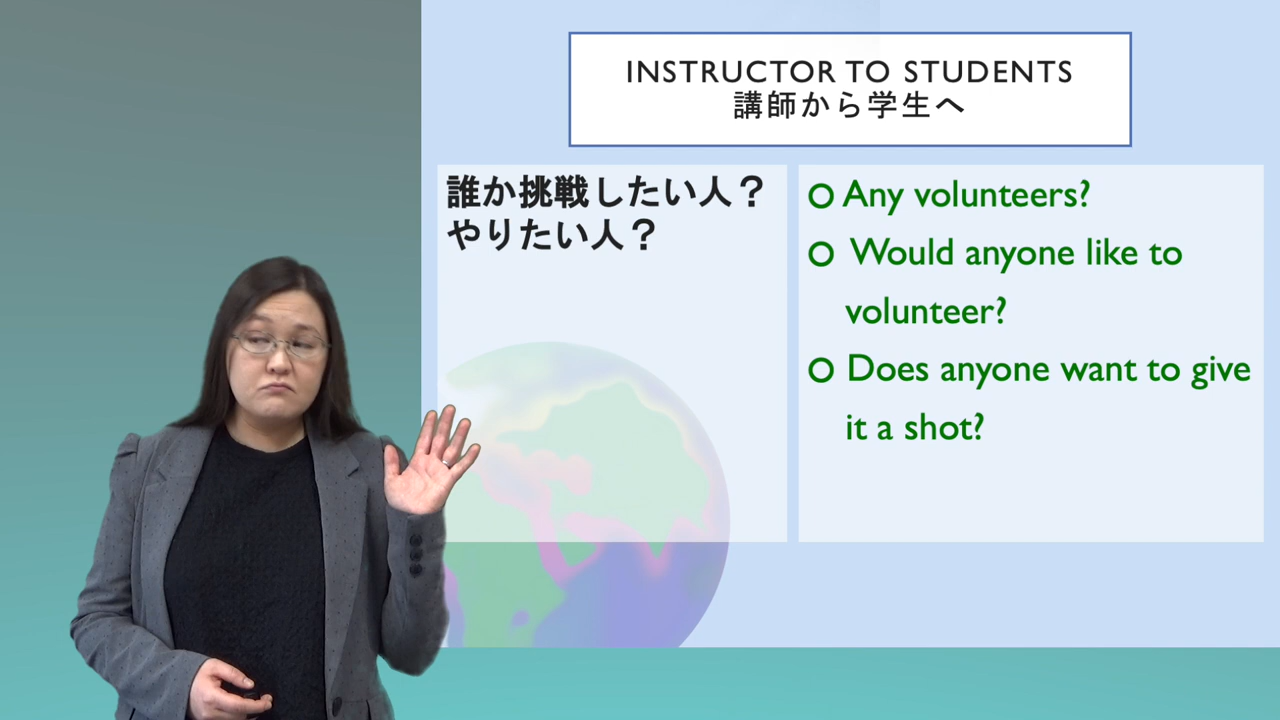 INSTRUCTOR TO STUDENTS
講師から学生へ
誰か挑戦したい人？
やりたい人？
Any volunteers?
Would anyone like to
volunteer?
Does anyone want to give
it a shot?